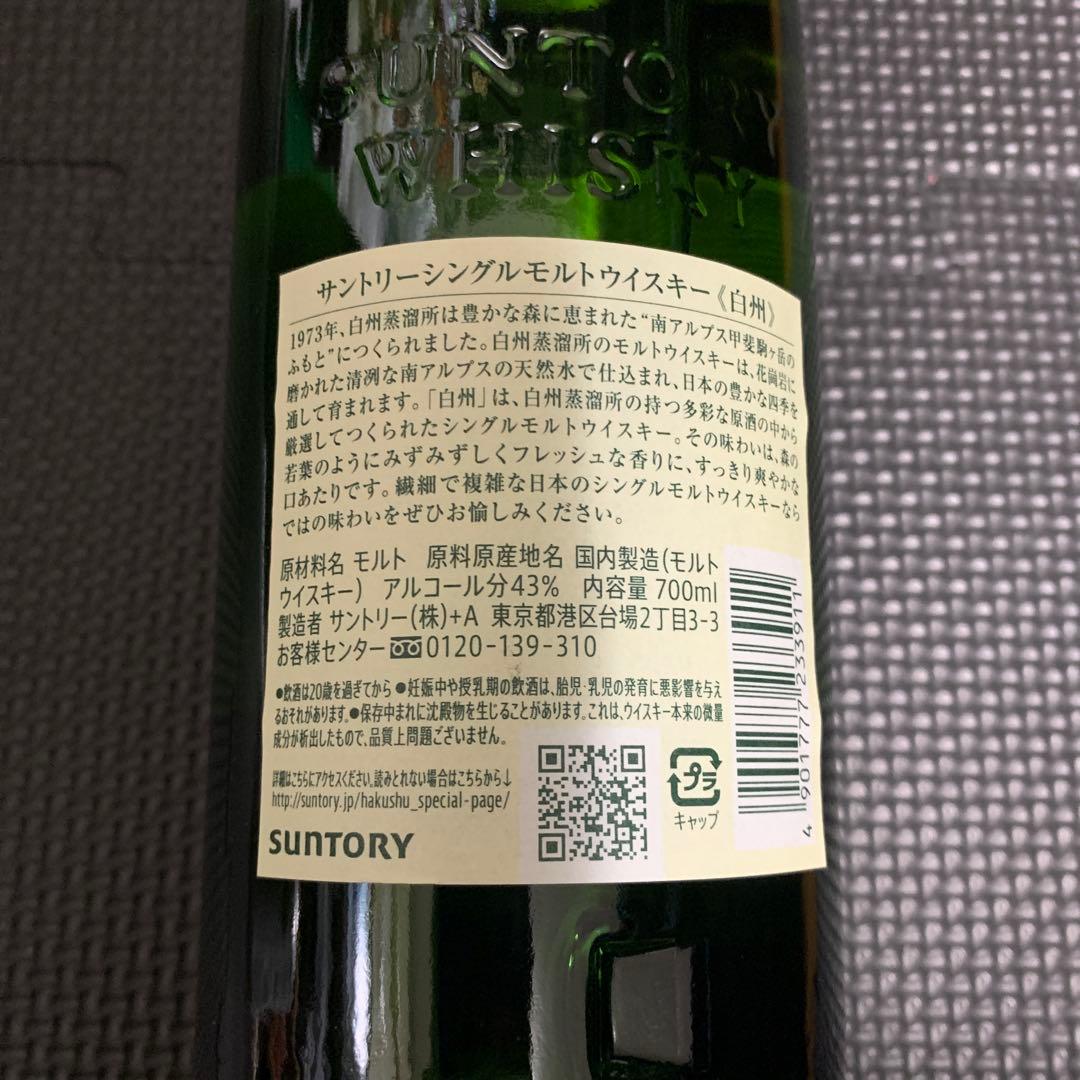 SUNTORY
WHISKY
サントリーシングルモルトウイスキー《白州》
1973年、白州蒸溜所は豊かな森に恵まれた“南アルプス甲斐駒ヶ岳の
ふもと”につくられました。白州蒸溜所のモルトウイスキーは、花崗岩に
磨かれた清冽な南アルプスの天然水で仕込まれ、日本の豊かな四季を
通して育まれます。「白州」は、白州蒸溜所の持つ多彩な原酒の中から
厳選してつくられたシングルモルトウイスキー。その味わいは、森の
若葉のようにみずみずしくフレッシュな香りに、すっきり爽やかな
口あたりです。繊細で複雑な日本のシングルモルトウイスキーなら
ではの味わいをぜひお愉しみください。
原材料名 モルト 原料原産地名 国内製造(モルト
ウイスキー) アルコール分43% 内容量 700ml
製造者 サントリー(株)+A 東京都港区台場2丁目3-3
お客様センター 0120-139-310
●飲酒は20歳を過ぎてから ●妊娠中や授乳期の飲酒は、胎児・乳児の発育に悪影響を与え
るおそれがあります。●保存中まれに沈殿物を生じることがあります。これは、ウイスキー本来の微量
成分が析出したもので、品質上問題ございません。
詳細はこちらにアクセスください。読みとれない場合はこちらから↓
http://suntory.jp/hakushu_special-page/
SUNTORY
プラ
キャップ
4 901777 233911